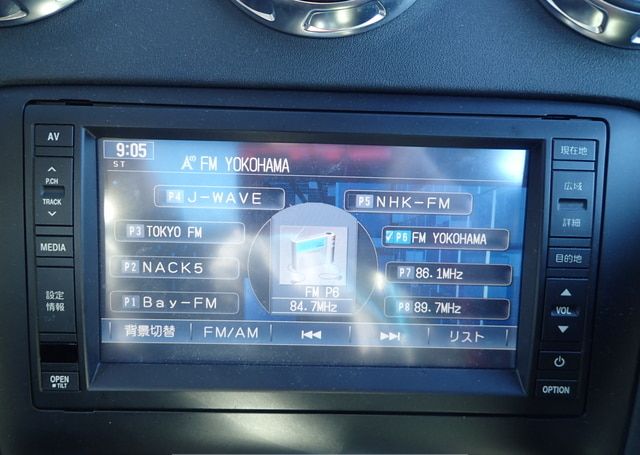 AV
P.CH
TRACK
MEDIA
設定
情報
OPEN
TILT
9:05
ST
FM YOKOHAMA
P4 J-WAVE
P5 NHK-FM
P3 TOKYO FM
P6 FM YOKOHAMA
P2 NACK5
P7 86.1MHz
P1 Bay-FM
P8 89.7MHz
FM P6
84.7MHz
背景切替
FM/AM
リスト
現在地
広域
詳細
目的地
VOL
OPTION